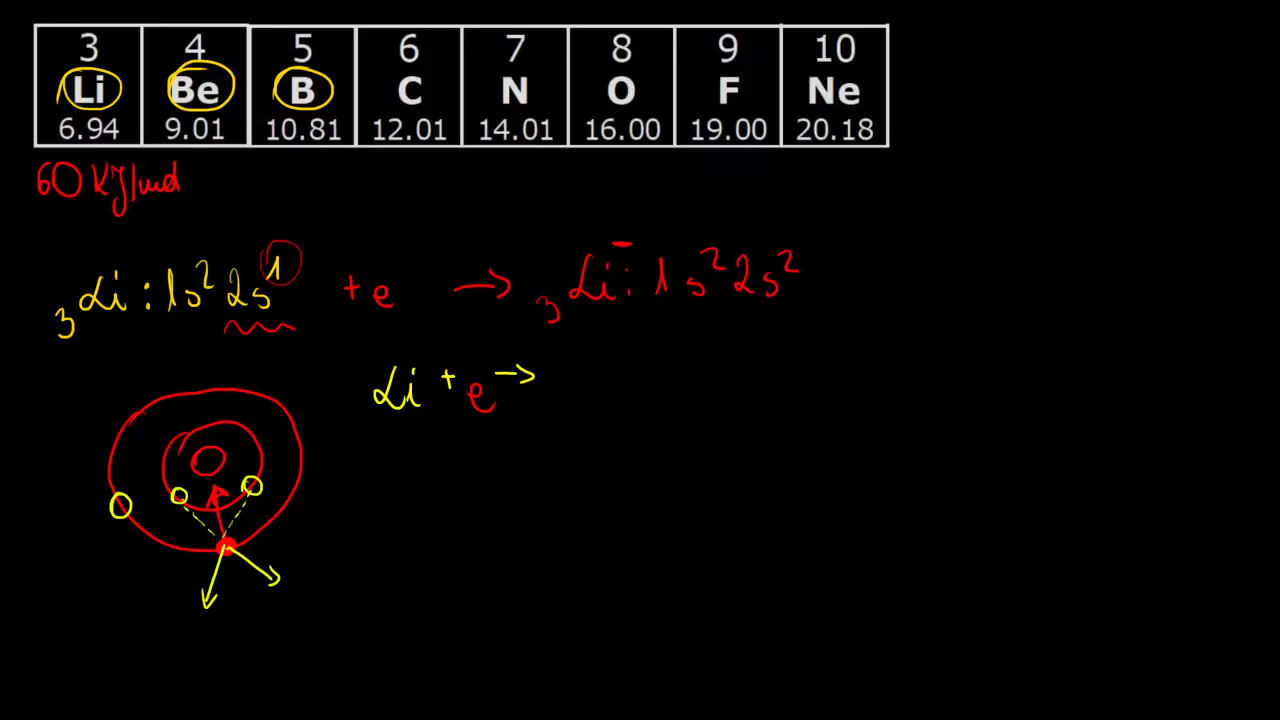 3 4 5 6 7 8 9 10
Li Be B C N O F Ne
6.94 9.01 10.81 12.01 14.01 16.00 19.00 20.18
60 KJ/mol
₃Li : 1s² 2s¹ + e → ₃Li⁻ : 1s² 2s²
Li + e →